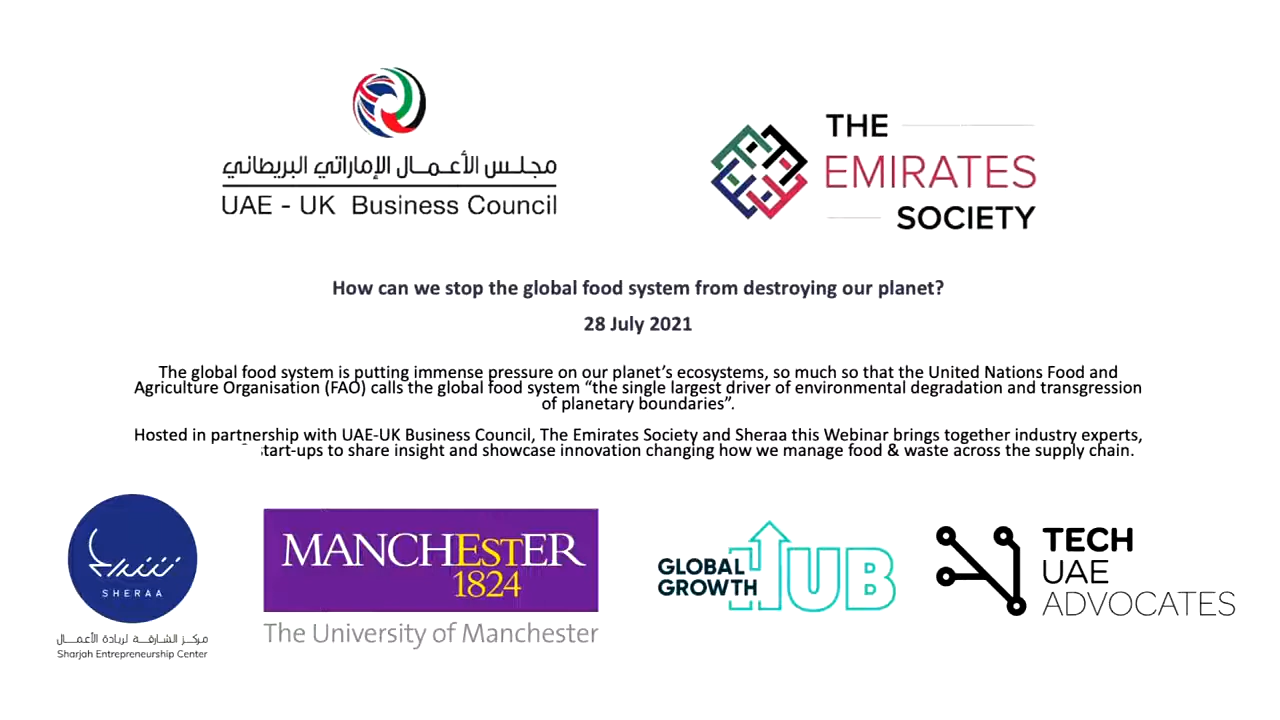 مجلس الأعمال الإماراتي البريطاني
UAE - UK Business Council
THE
EMIRATES
SOCIETY
How can we stop the global food system from destroying our planet?
28 July 2021
The global food system is putting immense pressure on our planet's ecosystems, so much so that the United Nations Food and
Agriculture Organisation (FAO) calls the global food system “the single largest driver of environmental degradation and transgression
of planetary boundaries”.
Hosted in partnership with UAE-UK Business Council, The Emirates Society and Sheraa this Webinar brings together industry experts,
start-ups to share insight and showcase innovation changing how we manage food & waste across the supply chain.
شراع
SHERAA
مركز الشارقة لريادة الأعمال
Sharjah Entrepreneurship Center
MANCHESTER
1824
The University of Manchester
GLOBAL
GROWTH
HUB
TECH
UAE
ADVOCATES